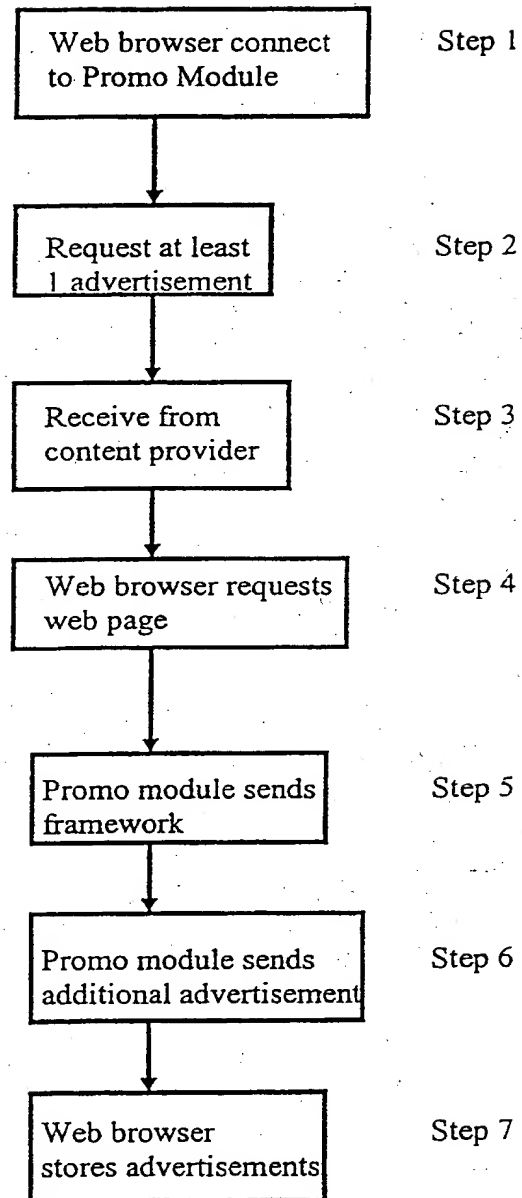 Web browser connect
to Promo Module
Step 1
Request at least
1 advertisement
Step 2
Receive from
content provider
Step 3
Web browser requests
web page
Step 4
Promo module sends
framework
Step 5
Promo module sends
additional advertisement
Step 6
Web browser
stores advertisements
Step 7